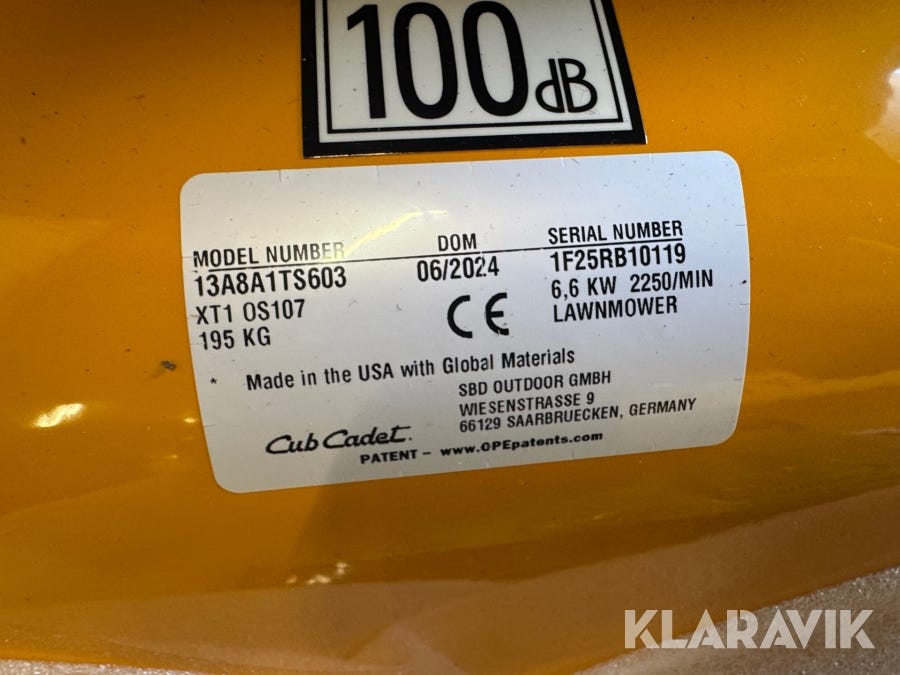 100dB
MODEL NUMBER DOM SERIAL NUMBER
13A8A1TS603 06/2024 1F25RB10119
XT1 OS107 CE 6,6 KW 2250/MIN
195 KG LAWNMOWER
* Made in the USA with Global Materials
SBD OUTDOOR GMBH
WIESENSTRASSE 9
66129 SAARBRUECKEN, GERMANY
Cub Cadet.
PATENT – www.OPEpatents.com
KLARAVIK